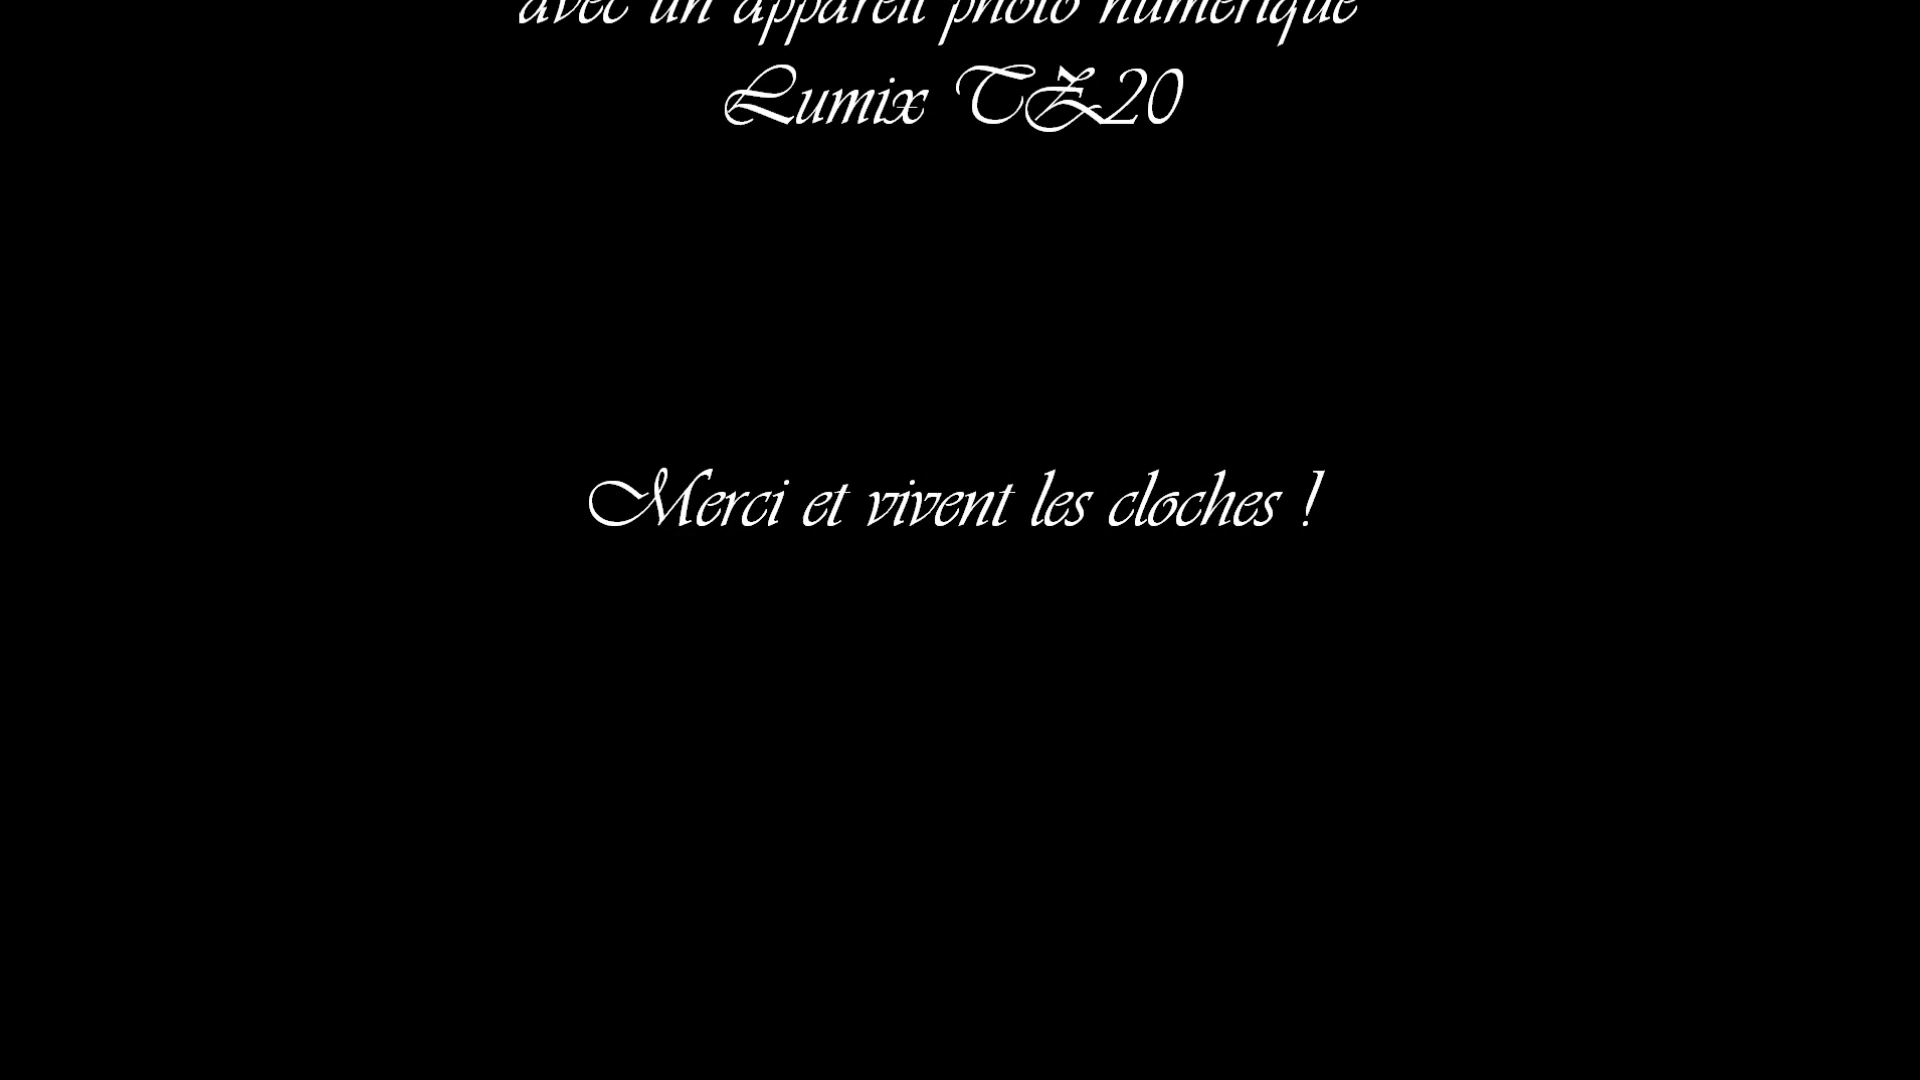 avec un appareil photo numérique
Lumix TZ20
Merci et vivent les cloches !